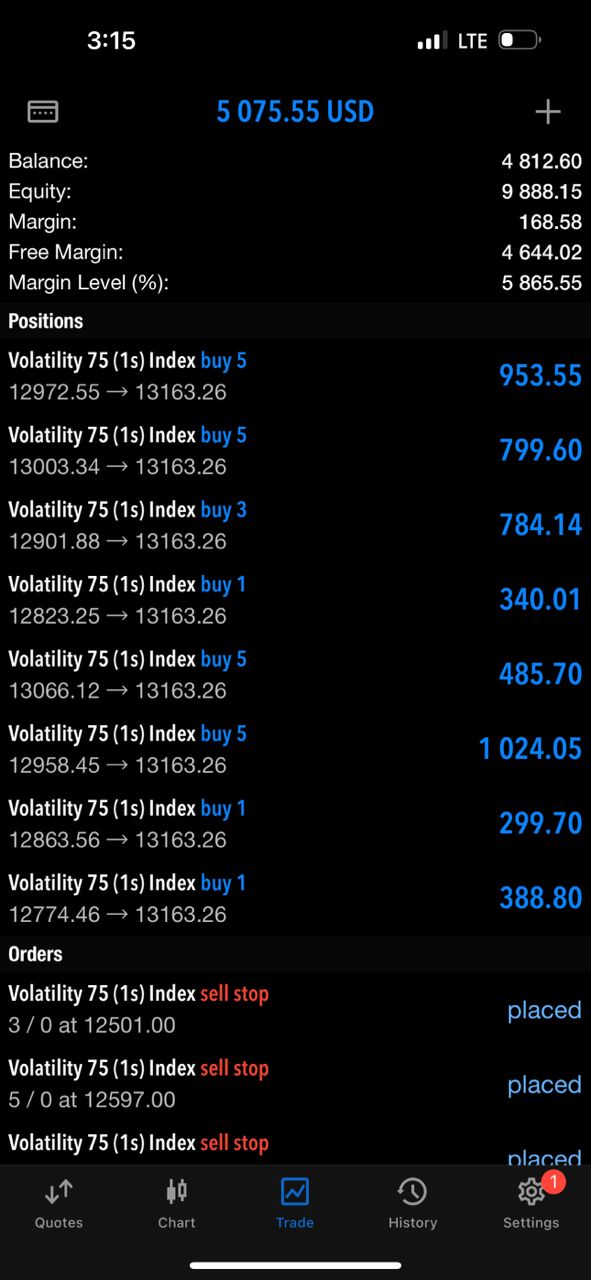 3:15 LTE
5 075.55 USD
Balance: 4 812.60
Equity: 9 888.15
Margin: 168.58
Free Margin: 4 644.02
Margin Level (%): 5 865.55
Positions
Volatility 75 (1s) Index buy 5
12972.55 → 13163.26 953.55
Volatility 75 (1s) Index buy 5
13003.34 → 13163.26 799.60
Volatility 75 (1s) Index buy 3
12901.88 → 13163.26 784.14
Volatility 75 (1s) Index buy 1
12823.25 → 13163.26 340.01
Volatility 75 (1s) Index buy 5
13066.12 → 13163.26 485.70
Volatility 75 (1s) Index buy 5
12958.45 → 13163.26 1 024.05
Volatility 75 (1s) Index buy 1
12863.56 → 13163.26 299.70
Volatility 75 (1s) Index buy 1
12774.46 → 13163.26 388.80
Orders
Volatility 75 (1s) Index sell stop
3 / 0 at 12501.00 placed
Volatility 75 (1s) Index sell stop
5 / 0 at 12597.00 placed
Volatility 75 (1s) Index sell stop
placed
1
Quotes Chart Trade History Settings